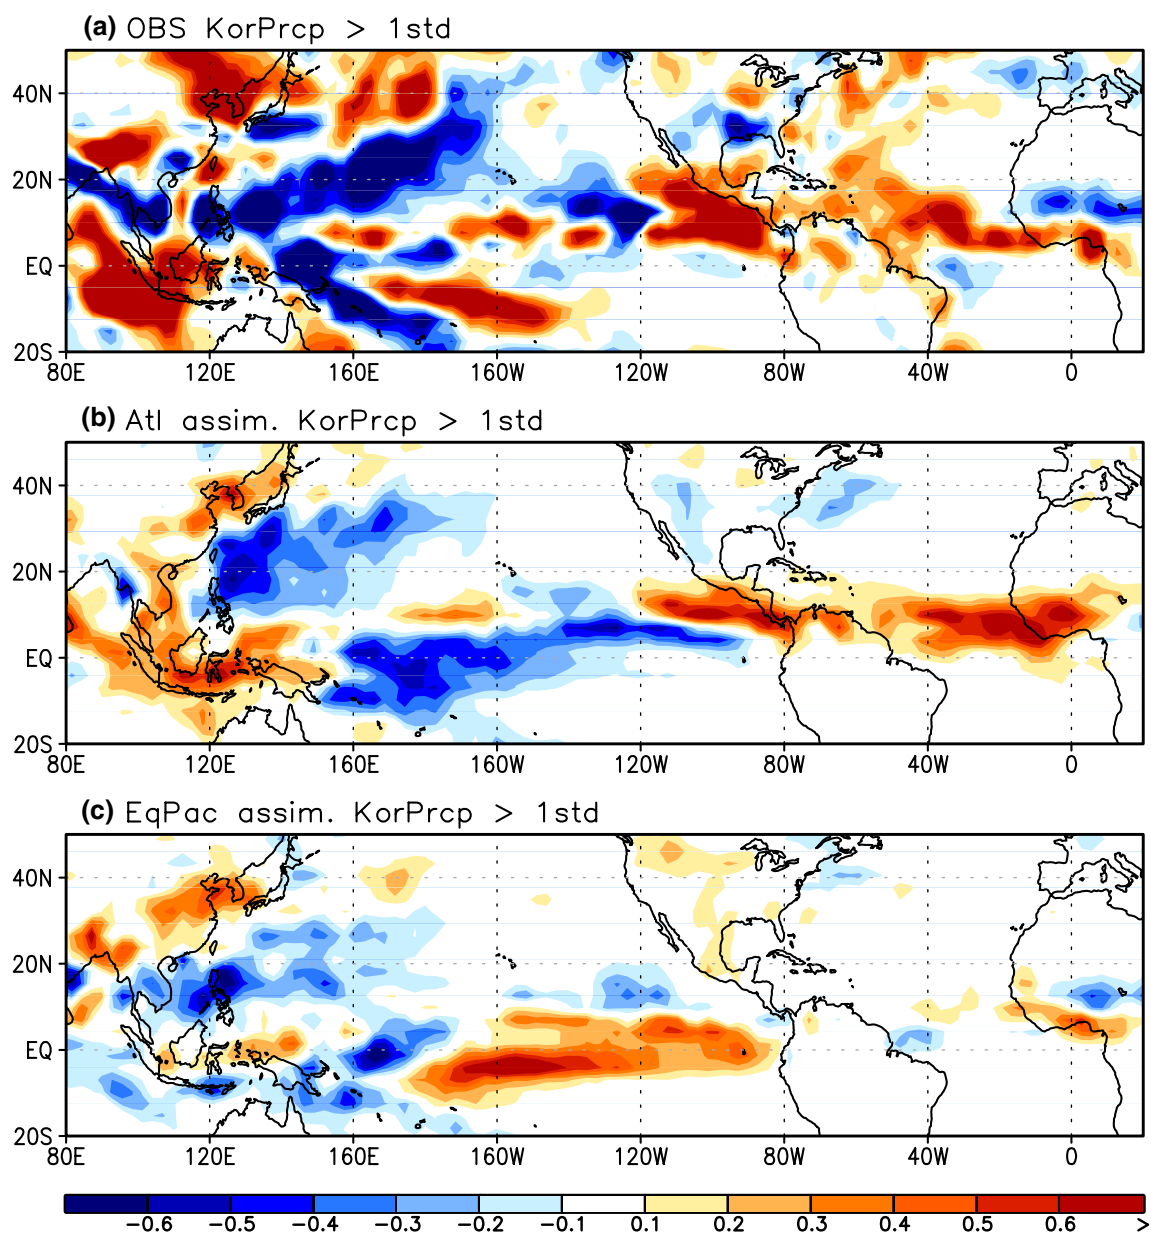 (a) OBS KorPrcp > 1std
40N
20N
EQ
20S
80E 120E 160E 160W 120W 80W 40W 0
(b) Atl assim. KorPrcp > 1std
40N
20N
EQ
20S
80E 120E 160E 160W 120W 80W 40W 0
(c) EqPac assim. KorPrcp > 1std
40N
20N
EQ
20S
80E 120E 160E 160W 120W 80W 40W 0
−0.6 −0.5 −0.4 −0.3 −0.2 −0.1 0.1 0.2 0.3 0.4 0.5 0.6 >